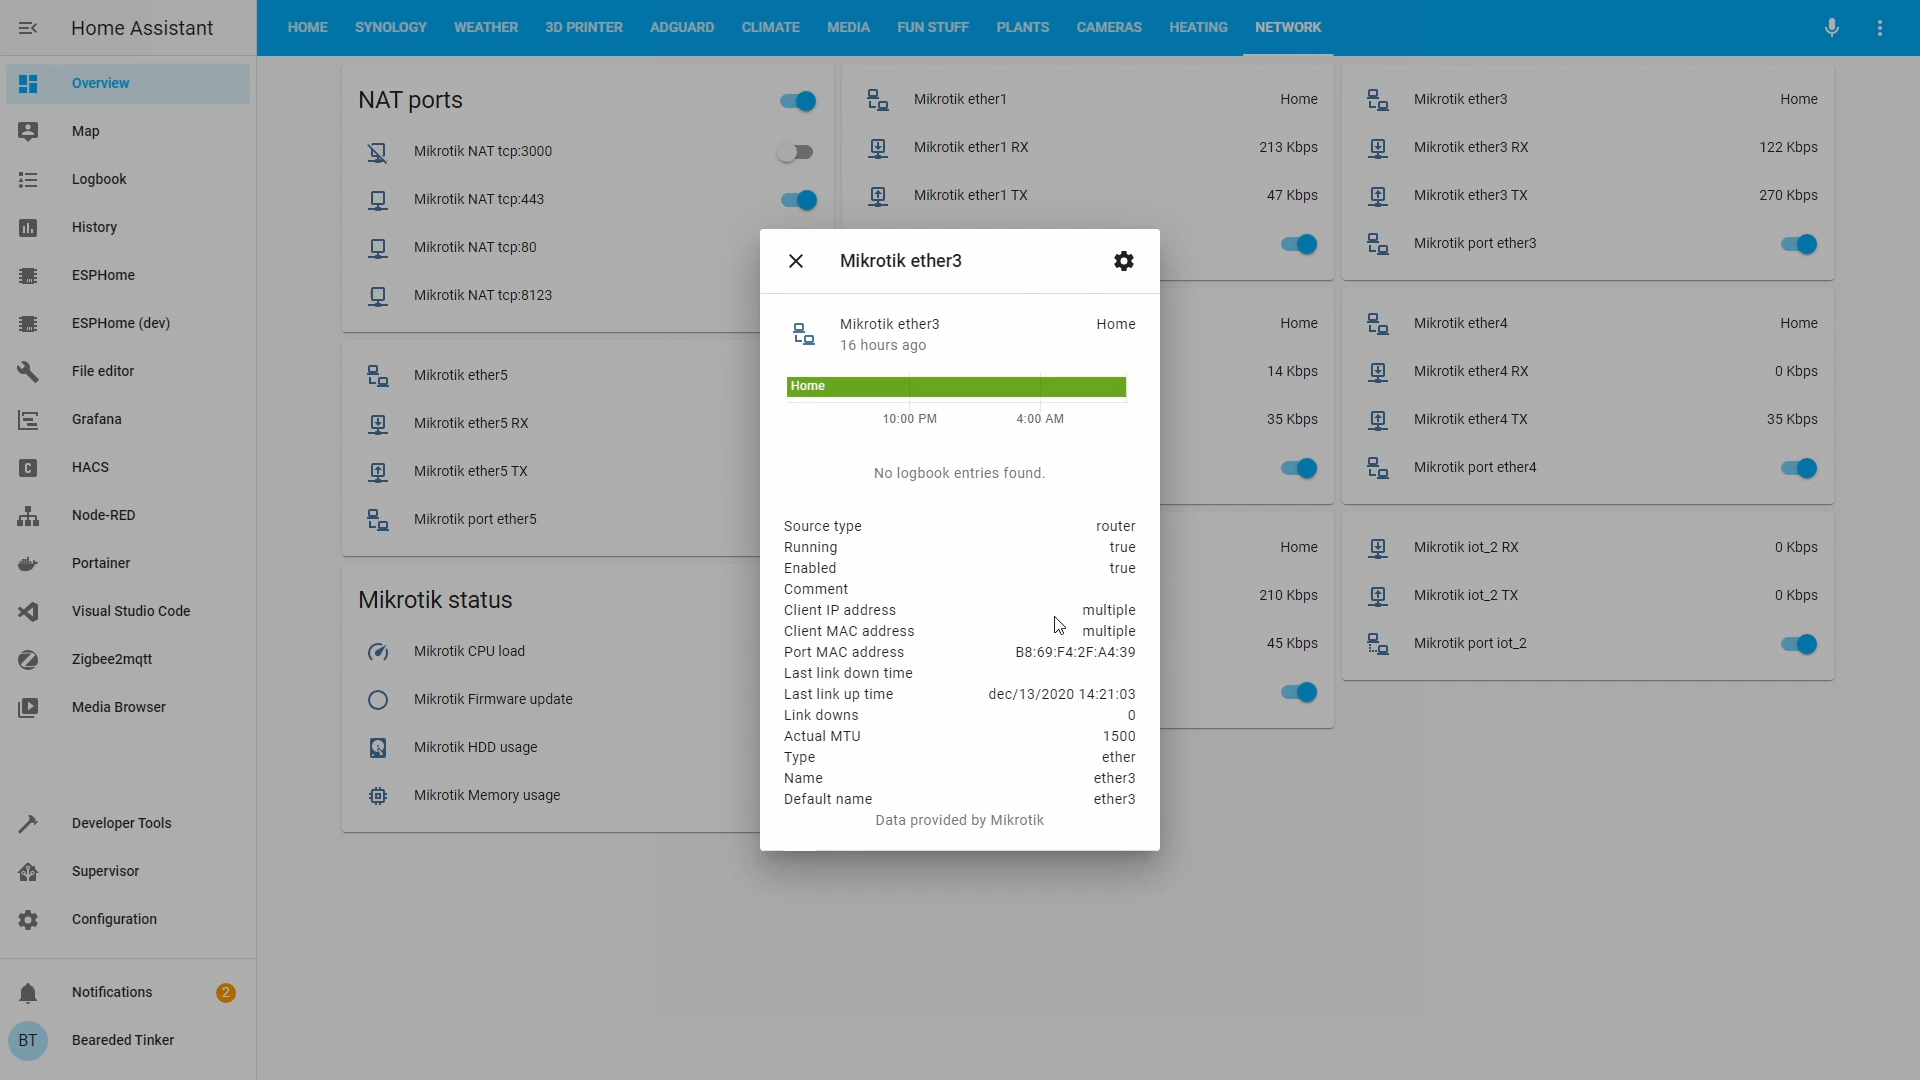 Home Assistant
HOME SYNOLOGY WEATHER 3D PRINTER ADGUARD CLIMATE MEDIA FUN STUFF PLANTS CAMERAS HEATING NETWORK
Overview
Map
Logbook
History
ESPHome
ESPHome (dev)
File editor
Grafana
HACS
Node-RED
Portainer
Visual Studio Code
Zigbee2mqtt
Media Browser
Developer Tools
Supervisor
Configuration
Notifications 2
BT Beareded Tinker
NAT ports
Mikrotik NAT tcp:3000
Mikrotik NAT tcp:443
Mikrotik NAT tcp:80
Mikrotik NAT tcp:8123
Mikrotik ether5
Mikrotik ether5 RX
Mikrotik ether5 TX
Mikrotik port ether5
Mikrotik status
Mikrotik CPU load
Mikrotik Firmware update
Mikrotik HDD usage
Mikrotik Memory usage
Mikrotik ether1 Home
Mikrotik ether1 RX 213 Kbps
Mikrotik ether1 TX 47 Kbps
Home
14 Kbps
35 Kbps
Home
210 Kbps
45 Kbps
Mikrotik ether3 Home
Mikrotik ether3 RX 122 Kbps
Mikrotik ether3 TX 270 Kbps
Mikrotik port ether3
Mikrotik ether4 Home
Mikrotik ether4 RX 0 Kbps
Mikrotik ether4 TX 35 Kbps
Mikrotik port ether4
Mikrotik iot_2 RX 0 Kbps
Mikrotik iot_2 TX 0 Kbps
Mikrotik port iot_2
Mikrotik ether3
Mikrotik ether3 Home
16 hours ago
Home
10:00 PM 4:00 AM
No logbook entries found.
Source type router
Running true
Enabled true
Comment
Client IP address multiple
Client MAC address multiple
Port MAC address B8:69:F4:2F:A4:39
Last link down time
Last link up time dec/13/2020 14:21:03
Link downs 0
Actual MTU 1500
Type ether
Name ether3
Default name ether3
Data provided by Mikrotik